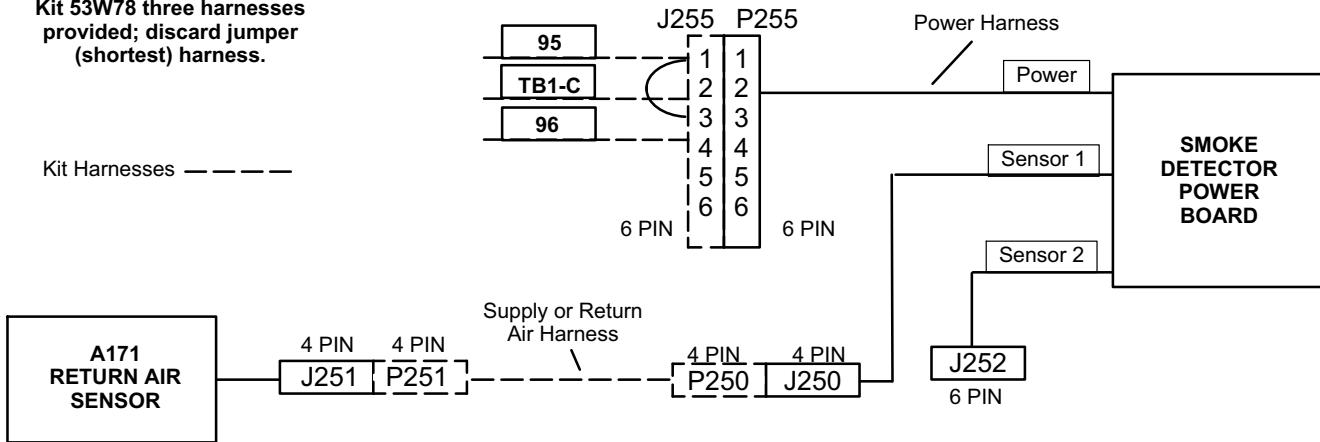 Kit 53W78 three harnesses
provided; discard jumper
(shortest) harness.
Kit Harnesses
95
TB1-C
96
J255 P255
1 1
2 2
3 3
4 4
5 5
6 6
6 PIN 6 PIN
Power Harness
Power
Sensor 1
Sensor 2
SMOKE
DETECTOR
POWER
BOARD
A171
RETURN AIR
SENSOR
4 PIN 4 PIN
J251 P251
Supply or Return
Air Harness
4 PIN 4 PIN
P250 J250
J252
6 PIN